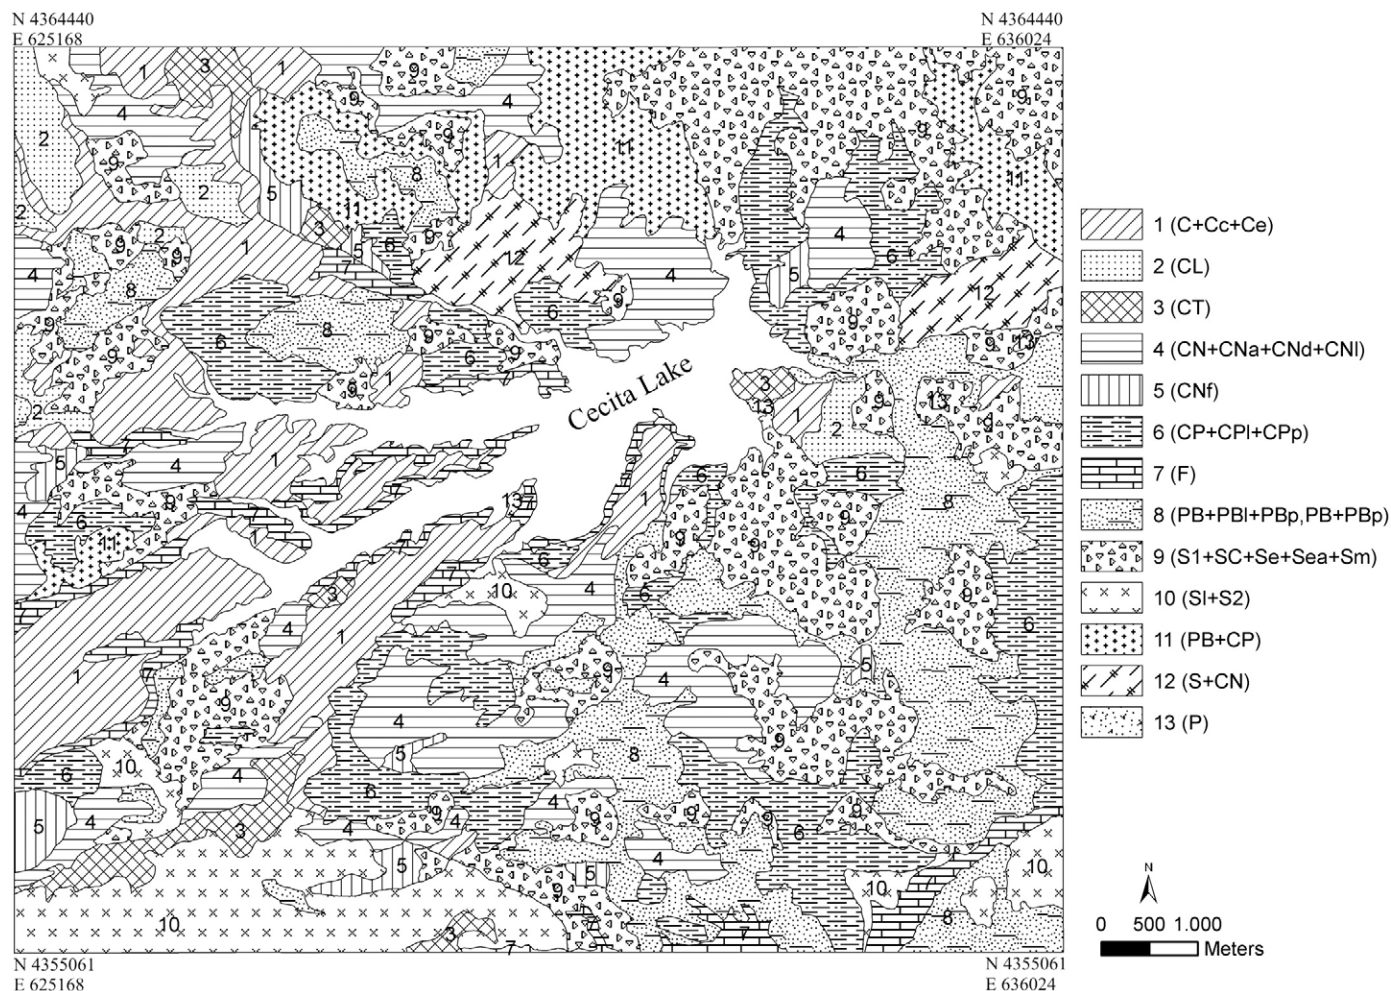 N 4364440
E 625168
N 4364440
E 636024
Cecita Lake
1 (C+Cc+Ce)
2 (CL)
3 (CT)
4 (CN+CNa+CNd+CNl)
5 (CNf)
6 (CP+CPl+CPp)
7 (F)
8 (PB+PBl+PBp,PB+PBp)
9 (S1+SC+Se+Sea+Sm)
10 (Sl+S2)
11 (PB+CP)
12 (S+CN)
13 (P)
N
0 500 1.000
Meters
N 4355061
E 625168
N 4355061
E 636024